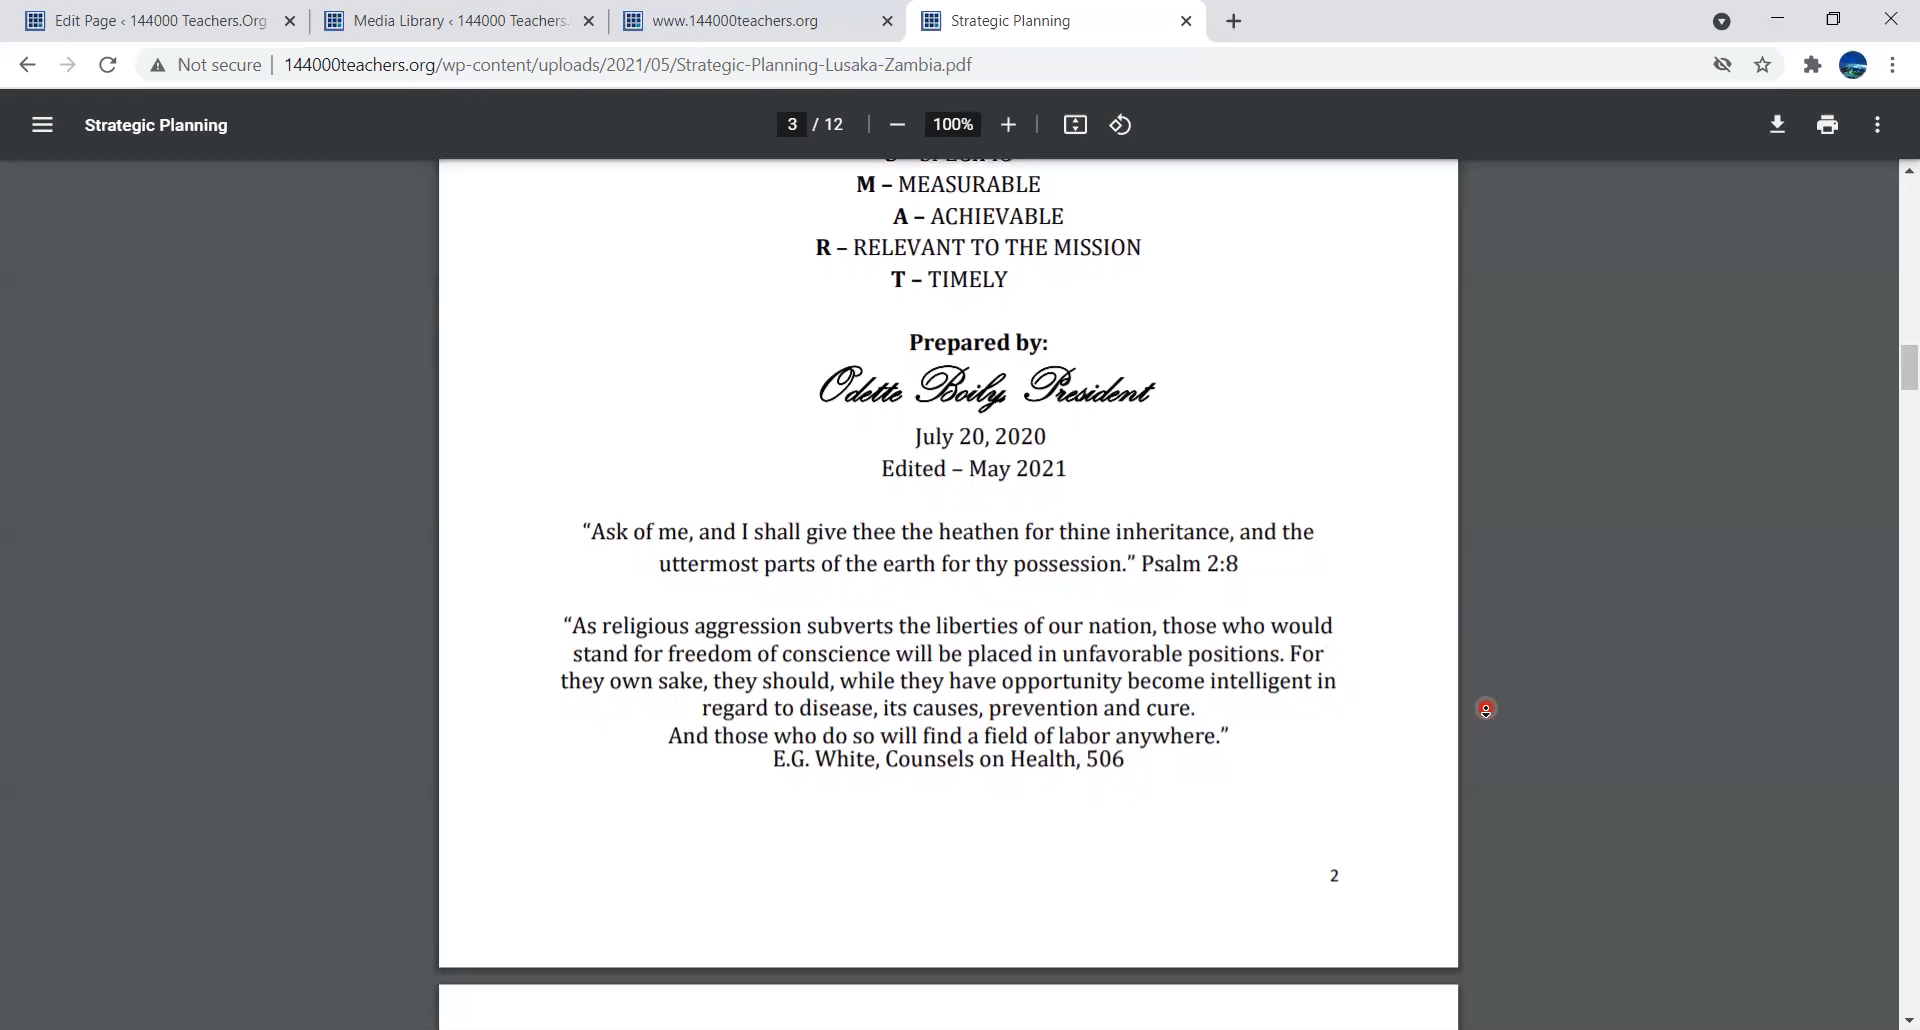 Edit Page ‹ 144000 Teachers.Org
Media Library ‹ 144000 Teachers.
www.144000teachers.org
Strategic Planning
Not secure
144000teachers.org/wp-content/uploads/2021/05/Strategic-Planning-Lusaka-Zambia.pdf
Strategic Planning
3 / 12
100%
M – MEASURABLE
A – ACHIEVABLE
R – RELEVANT TO THE MISSION
T – TIMELY
Prepared by:
Odette Boily, President
July 20, 2020
Edited – May 2021
“Ask of me, and I shall give thee the heathen for thine inheritance, and the
uttermost parts of the earth for thy possession.” Psalm 2:8
“As religious aggression subverts the liberties of our nation, those who would
stand for freedom of conscience will be placed in unfavorable positions. For
they own sake, they should, while they have opportunity become intelligent in
regard to disease, its causes, prevention and cure.
And those who do so will find a field of labor anywhere.”
E.G. White, Counsels on Health, 506
2